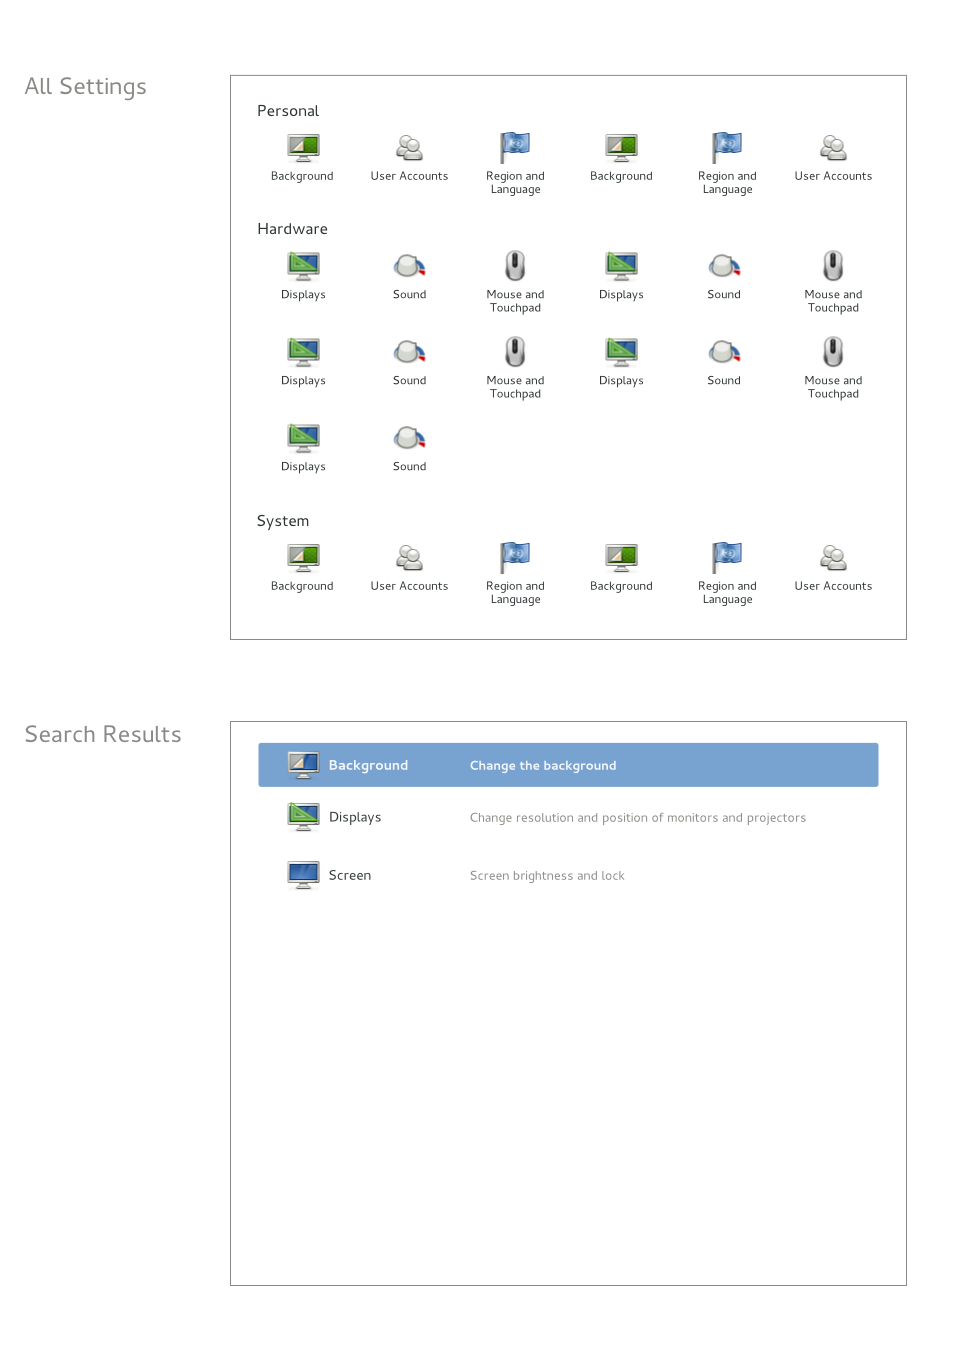 All Settings
Personal
Background User Accounts Region and Background Region and User Accounts
Language Language
Hardware
Displays Sound Mouse and Displays Sound Mouse and
Touchpad Touchpad
Displays Sound Mouse and Displays Sound Mouse and
Touchpad Touchpad
Displays Sound
System
Background User Accounts Region and Background Region and User Accounts
Language Language
Search Results
Background Change the background
Displays Change resolution and position of monitors and projectors
Screen Screen brightness and lock